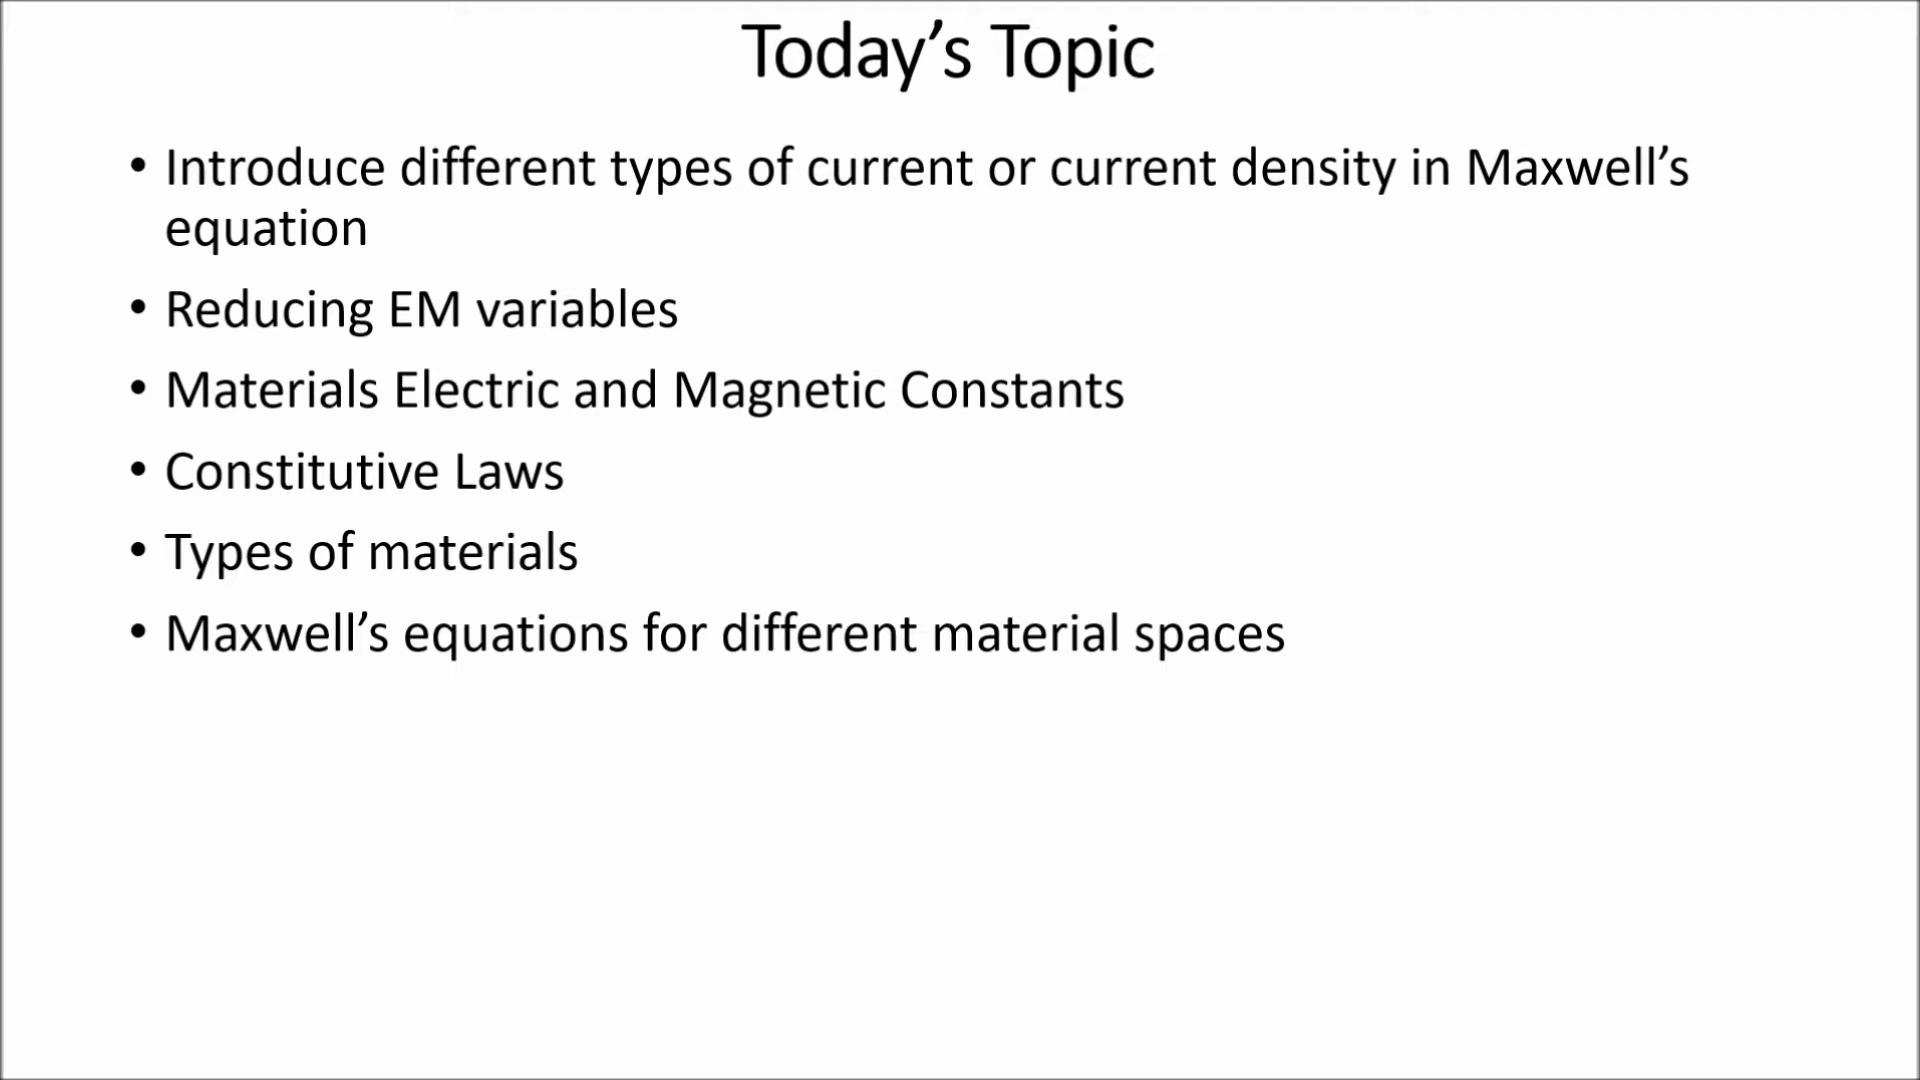 Today’s Topic
• Introduce different types of current or current density in Maxwell’s
equation
• Reducing EM variables
• Materials Electric and Magnetic Constants
• Constitutive Laws
• Types of materials
• Maxwell’s equations for different material spaces